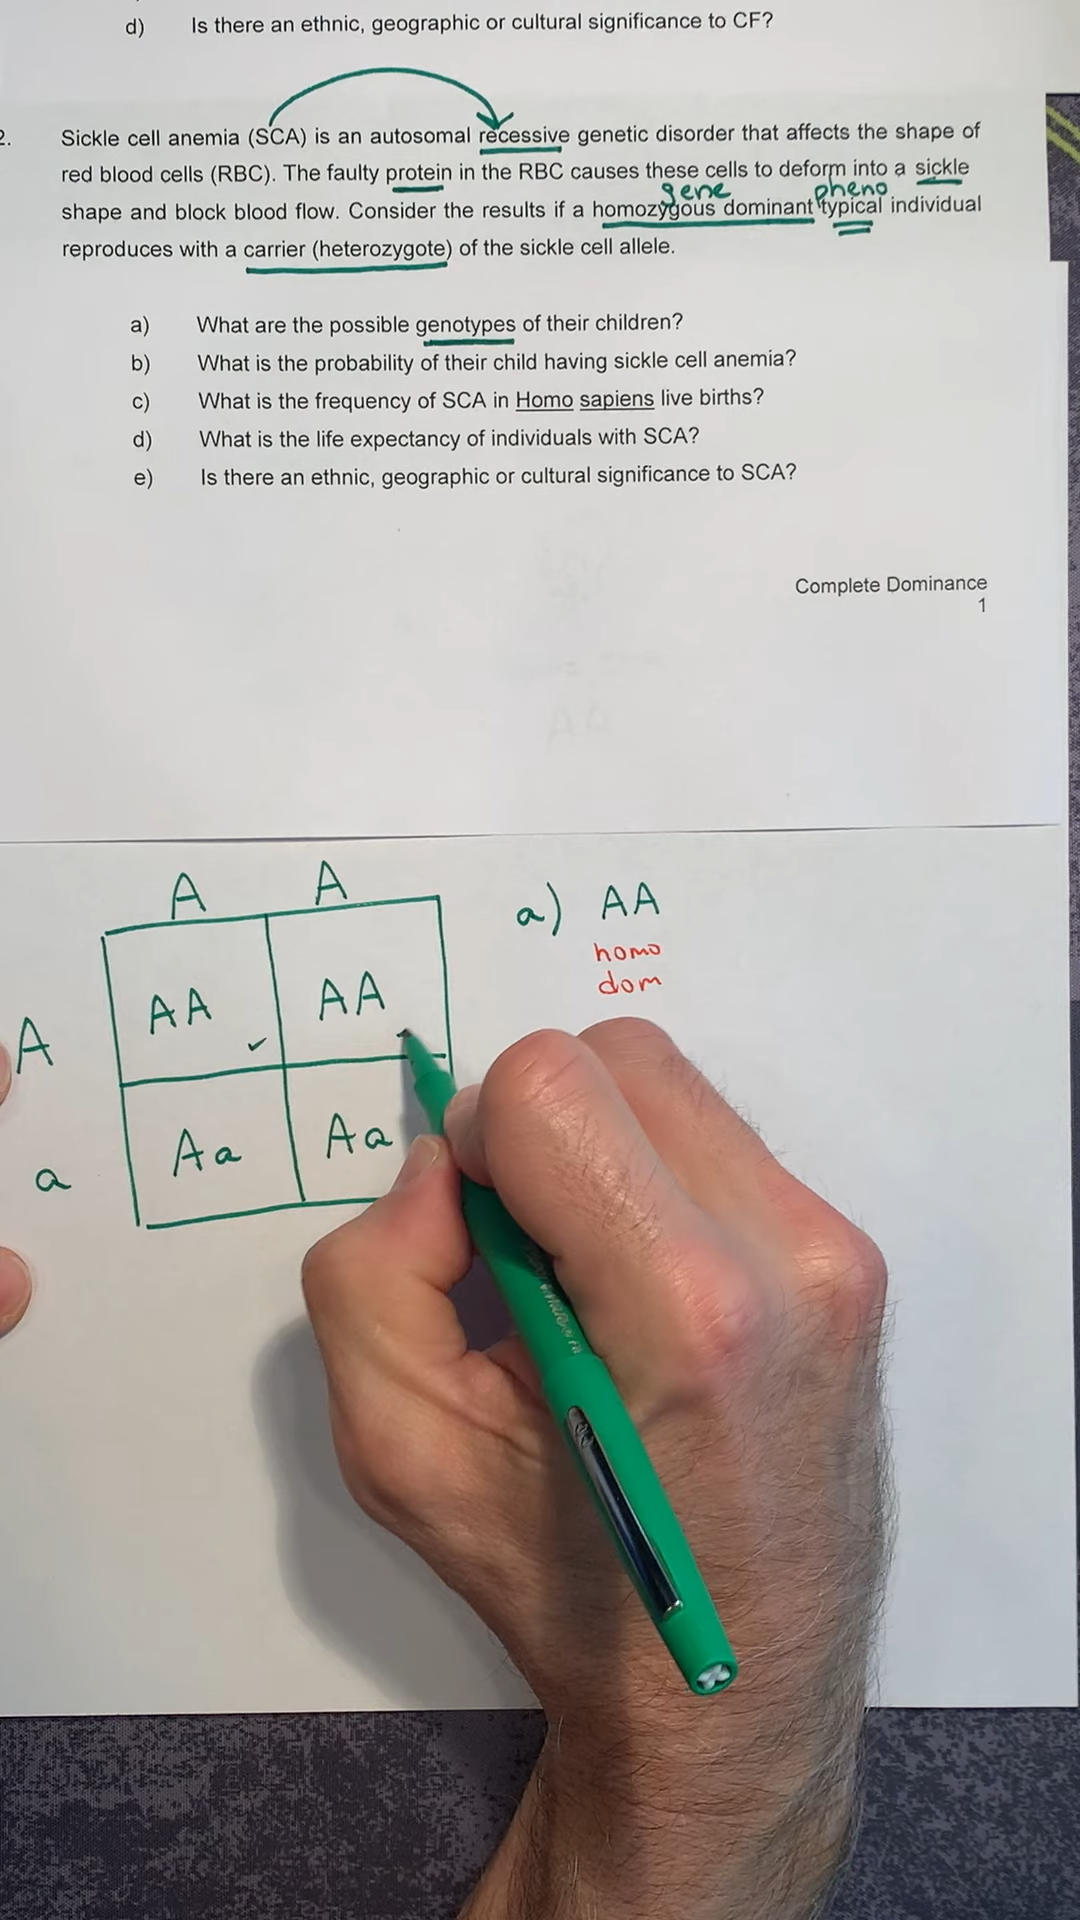 d) Is there an ethnic, geographic or cultural significance to CF?
2. Sickle cell anemia (SCA) is an autosomal recessive genetic disorder that affects the shape of
red blood cells (RBC). The faulty protein in the RBC causes these cells to deform into a sickle
gene pheno
shape and block blood flow. Consider the results if a homozygous dominant typical individual
reproduces with a carrier (heterozygote) of the sickle cell allele.
a) What are the possible genotypes of their children?
b) What is the probability of their child having sickle cell anemia?
c) What is the frequency of SCA in Homo sapiens live births?
d) What is the life expectancy of individuals with SCA?
e) Is there an ethnic, geographic or cultural significance to SCA?
Complete Dominance
1
A A
A AA AA
a Aa Aa
a) AA
homo
dom